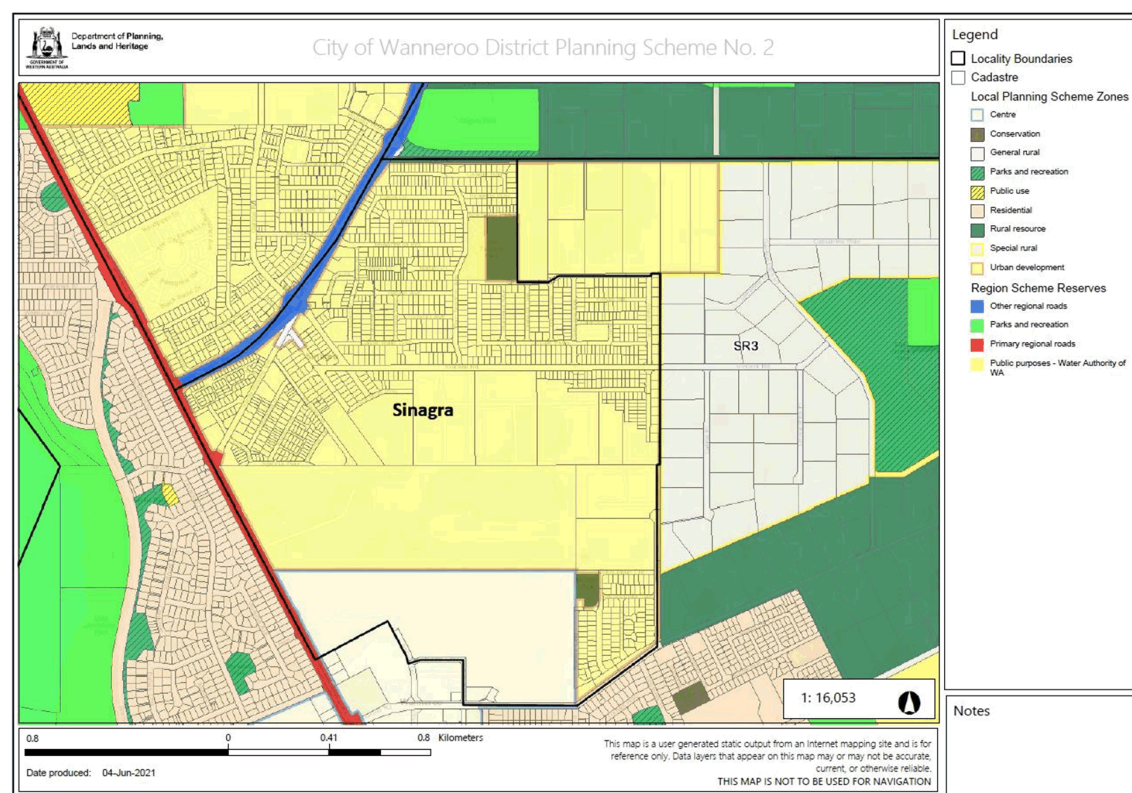 Department of Planning,
Lands and Heritage
GOVERNMENT OF
WESTERN AUSTRALIA
City of Wanneroo District Planning Scheme No. 2
Sinagra
SR3
1: 16,053
0.8
0
0.41
0.8
Kilometers
Date produced: 04-Jun-2021
This map is a user generated static output from an Internet mapping site and is for
reference only. Data layers that appear on this map may or may not be accurate,
current, or otherwise reliable.
THIS MAP IS NOT TO BE USED FOR NAVIGATION
Legend
Locality Boundaries
Cadastre
Local Planning Scheme Zones
Centre
Conservation
General rural
Parks and recreation
Public use
Residential
Rural resource
Special rural
Urban development
Region Scheme Reserves
Other regional roads
Parks and recreation
Primary regional roads
Public purposes - Water Authority of
WA
Notes